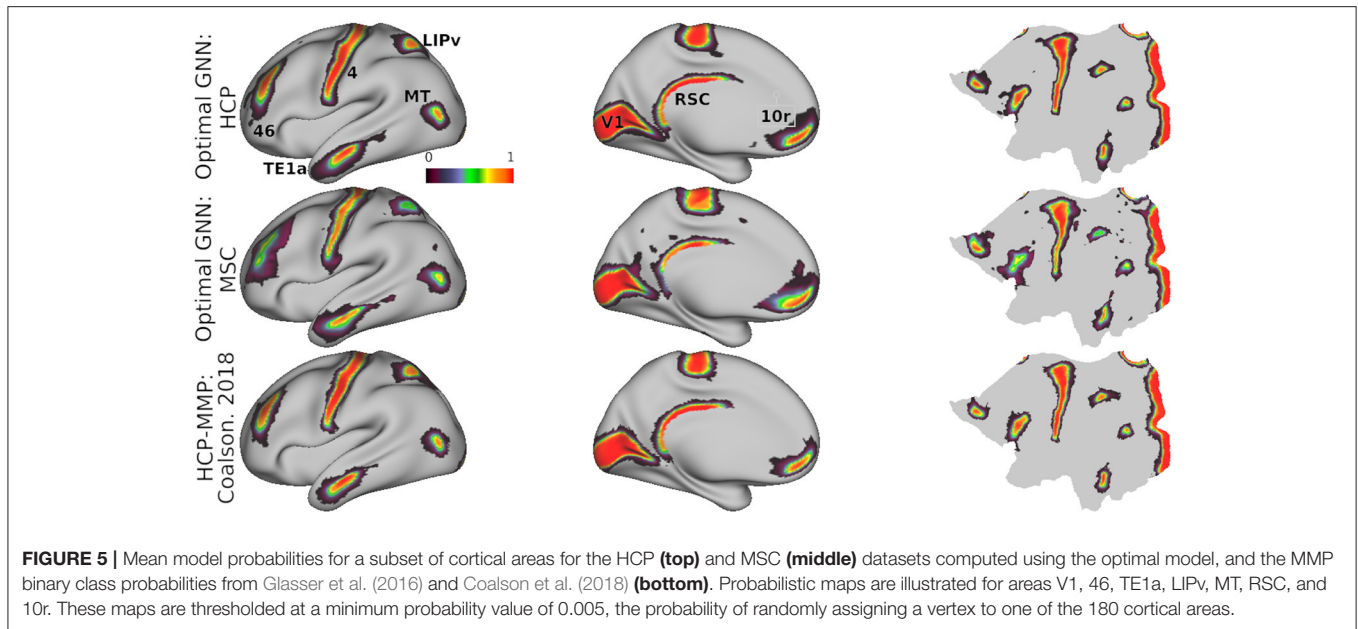 Optimal GNN:
HCP
LIPv
4
MT
46
TE1a
0 1
RSC
V1
10r
Optimal GNN:
MSC
HCP-MMP:
Coalson. 2018
FIGURE 5 | Mean model probabilities for a subset of cortical areas for the HCP (top) and MSC (middle) datasets computed using the optimal model, and the MMP
binary class probabilities from Glasser et al. (2016) and Coalson et al. (2018) (bottom). Probabilistic maps are illustrated for areas V1, 46, TE1a, LIPv, MT, RSC, and
10r. These maps are thresholded at a minimum probability value of 0.005, the probability of randomly assigning a vertex to one of the 180 cortical areas.